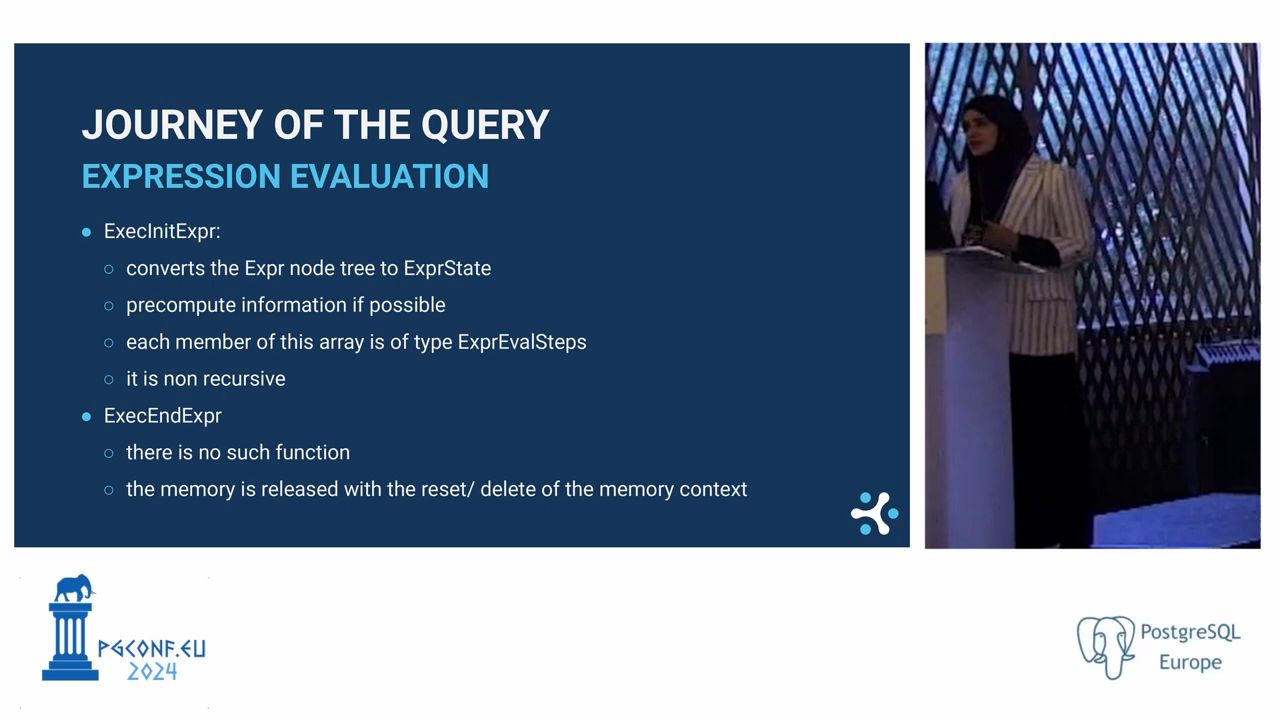 JOURNEY OF THE QUERY
EXPRESSION EVALUATION
ExecInitExpr:
converts the Expr node tree to ExprState
precompute information if possible
each member of this array is of type ExprEvalSteps
it is non recursive
ExecEndExpr
there is no such function
the memory is released with the reset/ delete of the memory context
PGCONF.EU
2024
PostgreSQL
Europe